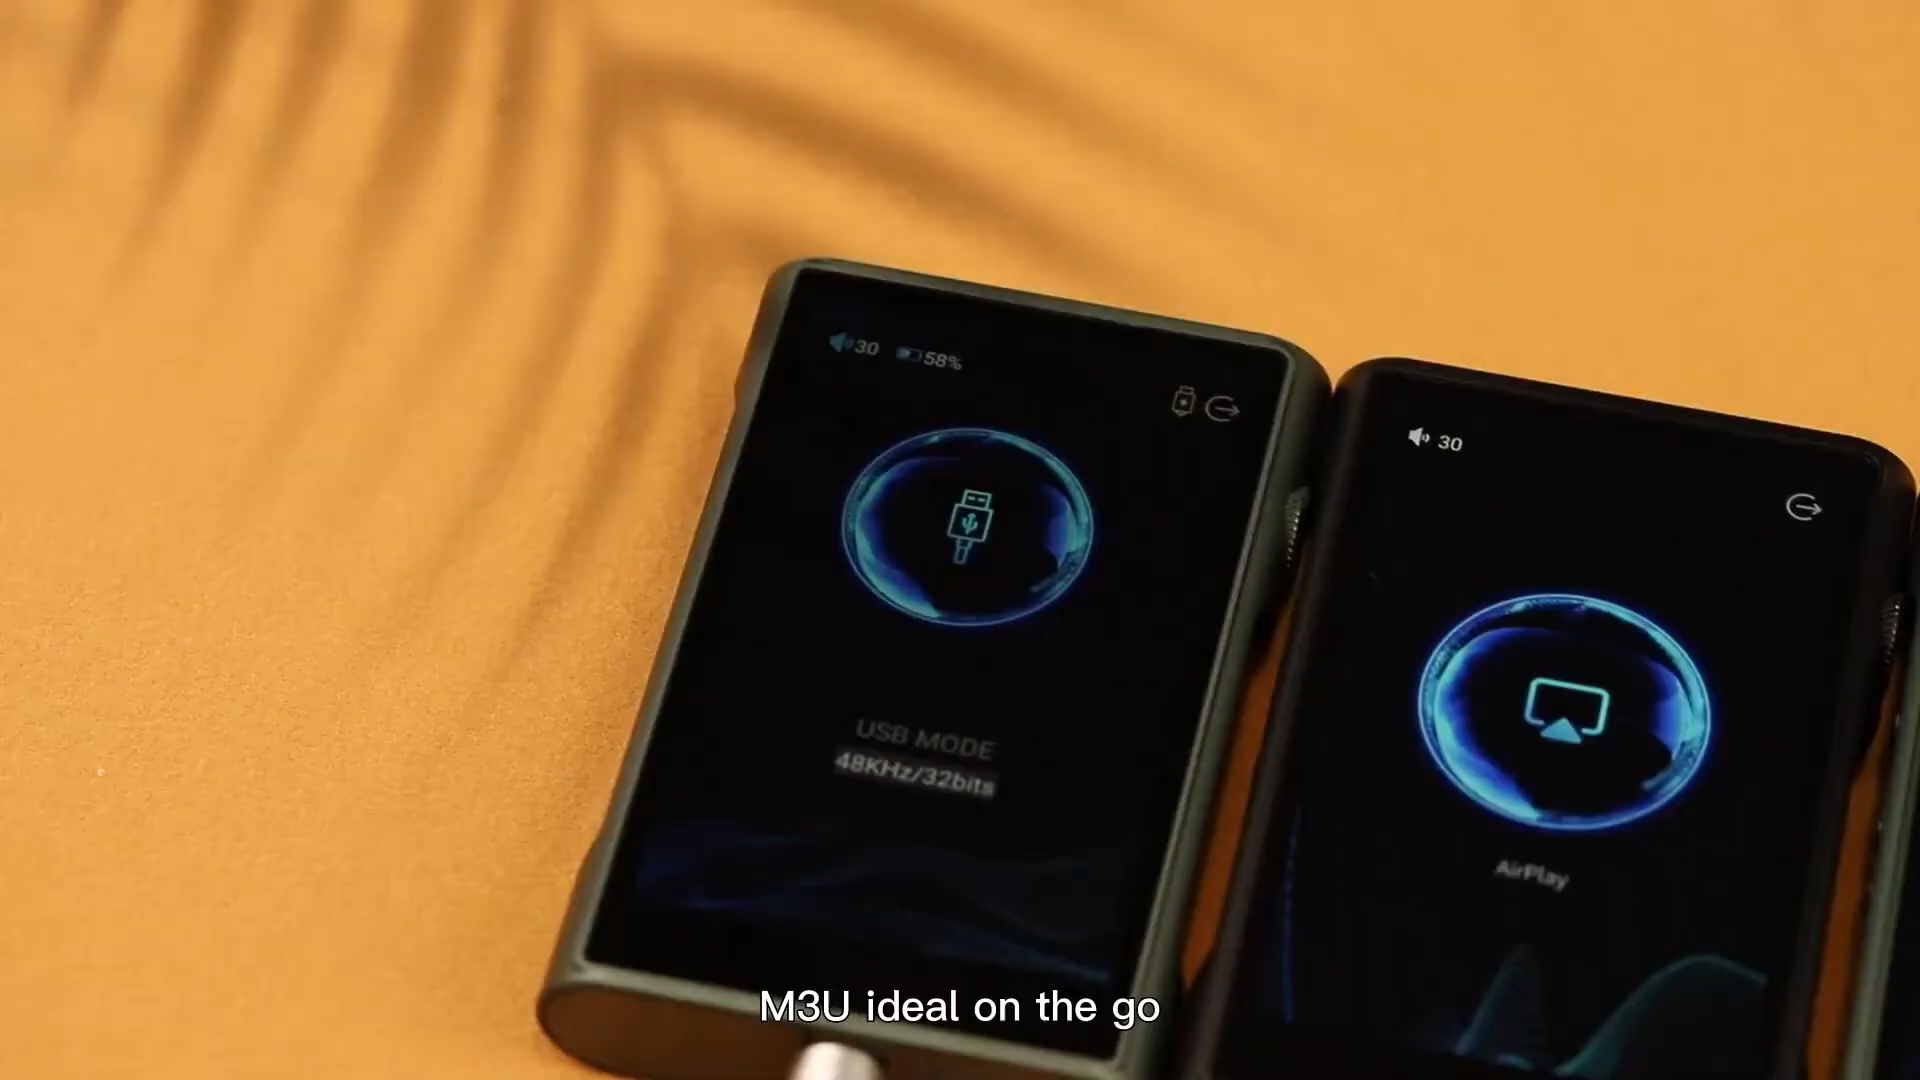 30 58%
USB MODE
48KHz/32bits
30
AirPlay
M3U ideal on the go